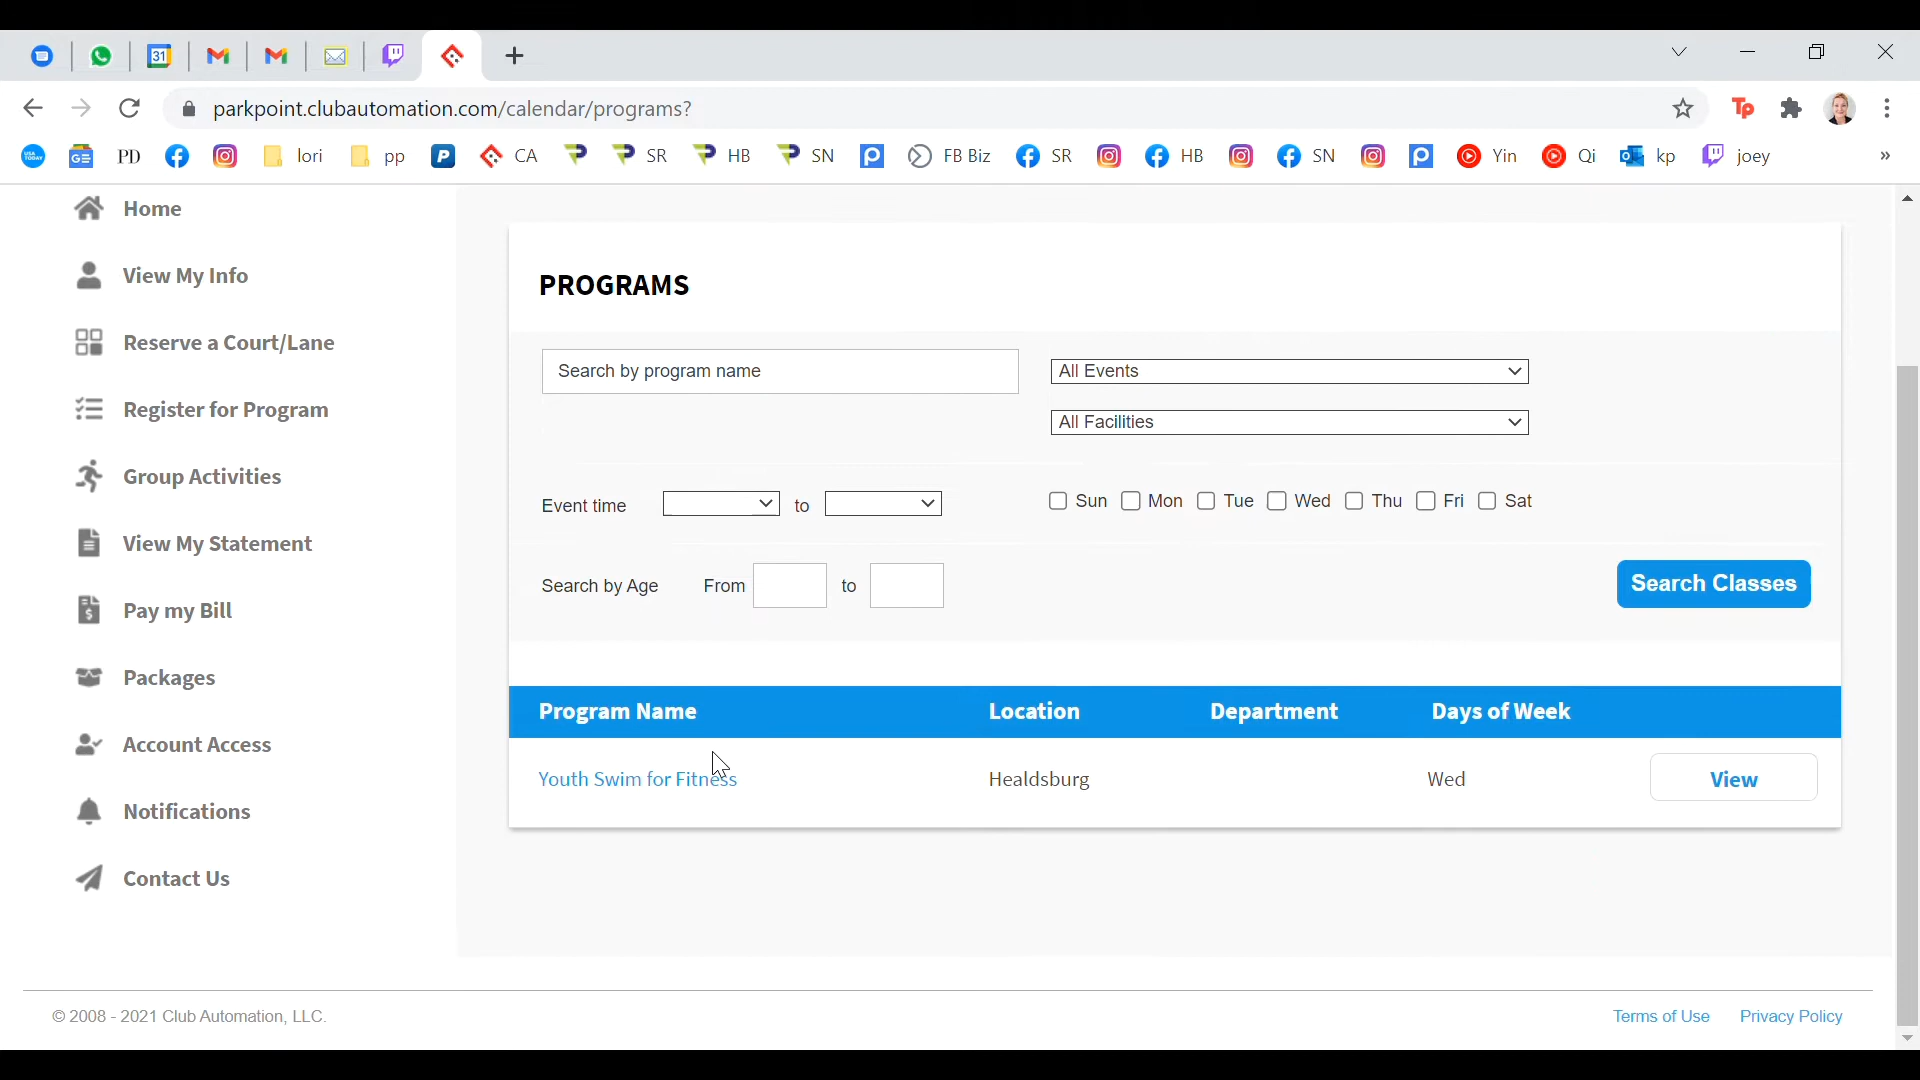 31
parkpoint.clubautomation.com/calendar/programs?
Tp
USA TODAY
GE
PD
lori
pp
P
CA
SR
HB
SN
FB Biz
SR
HB
SN
Yin
Qi
kp
joey
»
Home
View My Info
Reserve a Court/Lane
Register for Program
Group Activities
View My Statement
Pay my Bill
Packages
Account Access
Notifications
Contact Us
PROGRAMS
Search by program name
All Events
All Facilities
Event time to
Sun Mon Tue Wed Thu Fri Sat
Search by Age From to
Search Classes
Program Name Location Department Days of Week
Youth Swim for Fitness Healdsburg Wed View
© 2008 - 2021 Club Automation, LLC.
Terms of Use Privacy Policy